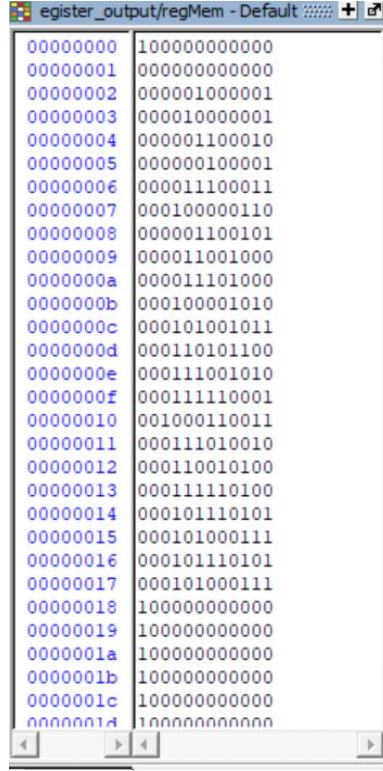 egister_output/regMem - Default
00000000 100000000000
00000001 000000000000
00000002 000001000001
00000003 000010000001
00000004 000001100010
00000005 000000100001
00000006 000011100011
00000007 000100000110
00000008 000001100101
00000009 000011001000
0000000a 000011101000
0000000b 000100001010
0000000c 000101001011
0000000d 000110101100
0000000e 000111001010
0000000f 000111110001
00000010 001000110011
00000011 000111010010
00000012 000110010100
00000013 000111110100
00000014 000101110101
00000015 000101000111
00000016 000101110101
00000017 000101000111
00000018 100000000000
00000019 100000000000
0000001a 100000000000
0000001b 100000000000
0000001c 100000000000
0000001d 100000000000